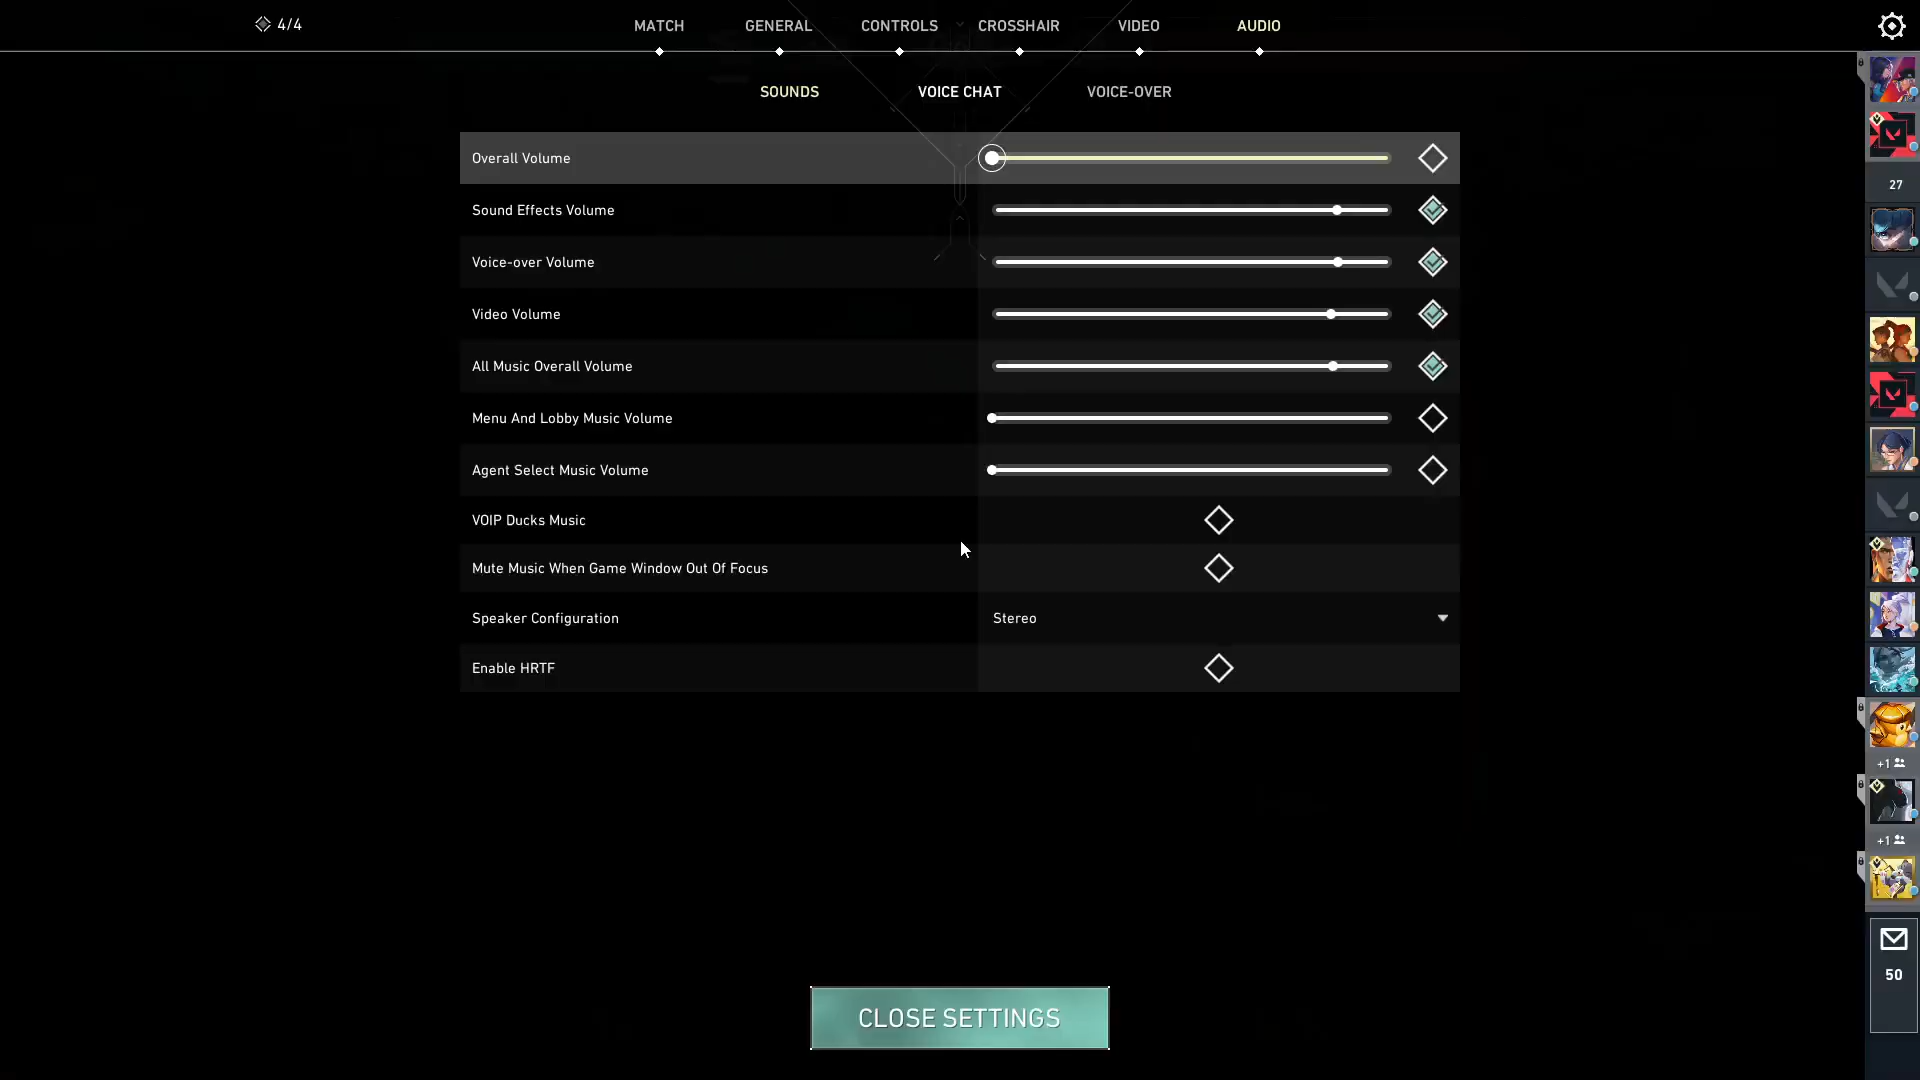 4/4
MATCH GENERAL CONTROLS CROSSHAIR VIDEO AUDIO
SOUNDS VOICE CHAT VOICE-OVER
Overall Volume
Sound Effects Volume
Voice-over Volume
Video Volume
All Music Overall Volume
Menu And Lobby Music Volume
Agent Select Music Volume
VOIP Ducks Music
Mute Music When Game Window Out Of Focus
Speaker Configuration Stereo
Enable HRTF
CLOSE SETTINGS
27
+1
+1
50